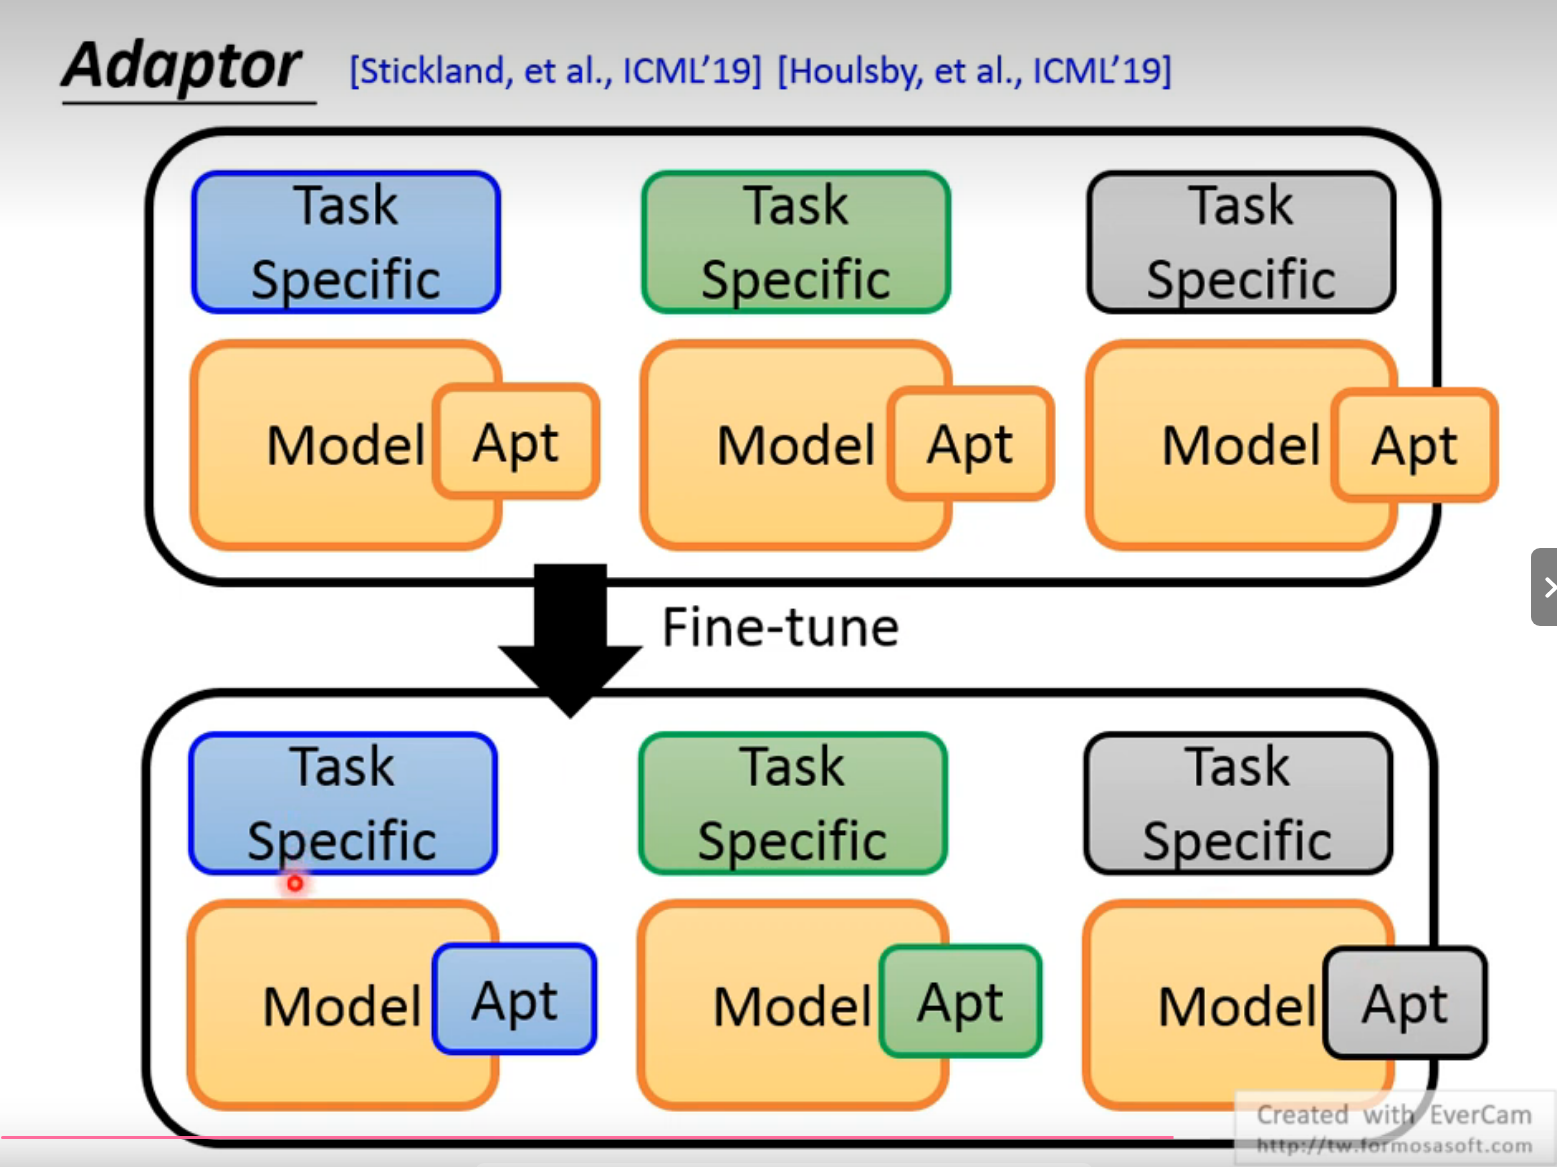 Adaptor [Stickland, et al., ICML'19] [Houlsby, et al., ICML'19]
Task Task Task
Specific Specific Specific
Model Apt Model Apt Model Apt
Fine-tune
Task Task Task
Specific Specific Specific
Model Apt Model Apt Model Apt
Created with EverCam
http://tw.formosasoft.com